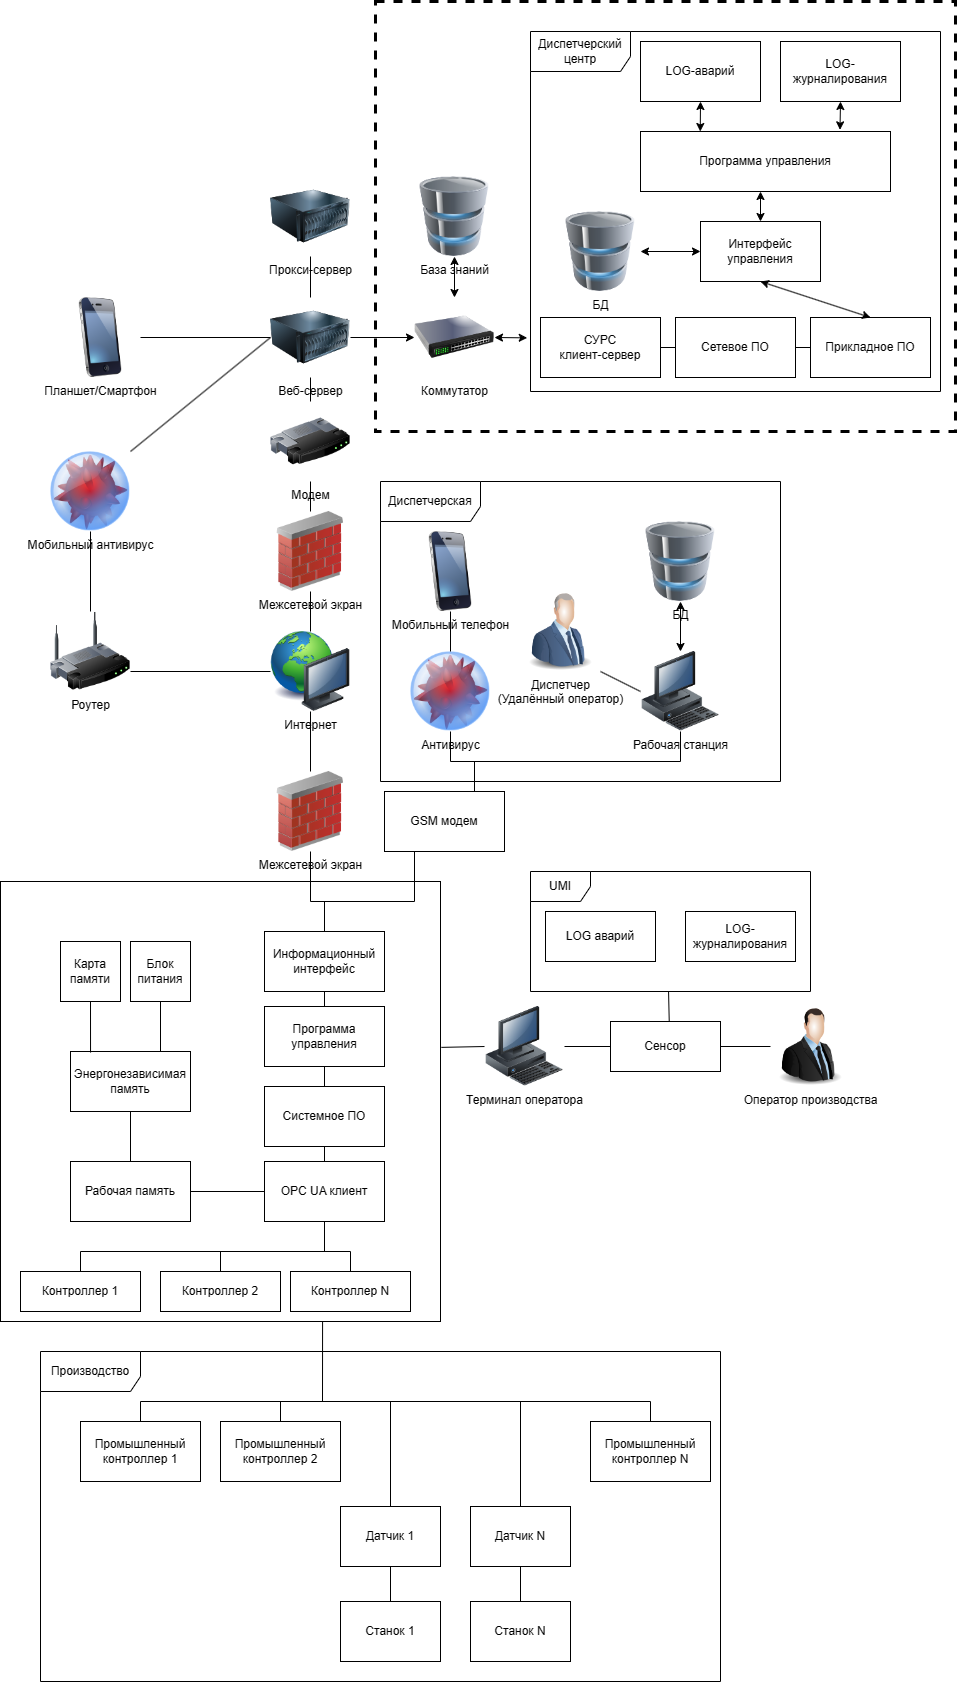 Диспетчерский
центр
LOG-аварий
LOG-
журналирования
Программа управления
Интерфейс
управления
БД
СУРС
клиент-сервер
Сетевое ПО
Прикладное ПО
База знаний
Коммутатор
Прокси-сервер
Веб-сервер
Планшет/Смартфон
Модем
Мобильный антивирус
Межсетевой экран
Роутер
Интернет
Межсетевой экран
Диспетчерская
Мобильный телефон
БД
Диспетчер
(Удалённый оператор)
Антивирус
Рабочая станция
GSM модем
UMI
LOG аварий
LOG-
журналирования
Терминал оператора
Сенсор
Оператор производства
Карта
памяти
Блок
питания
Информационный
интерфейс
Программа
управления
Энергонезависимая
память
Системное ПО
Рабочая память
OPC UA клиент
Контроллер 1
Контроллер 2
Контроллер N
Производство
Промышленный
контроллер 1
Промышленный
контроллер 2
Промышленный
контроллер N
Датчик 1
Датчик N
Станок 1
Станок N